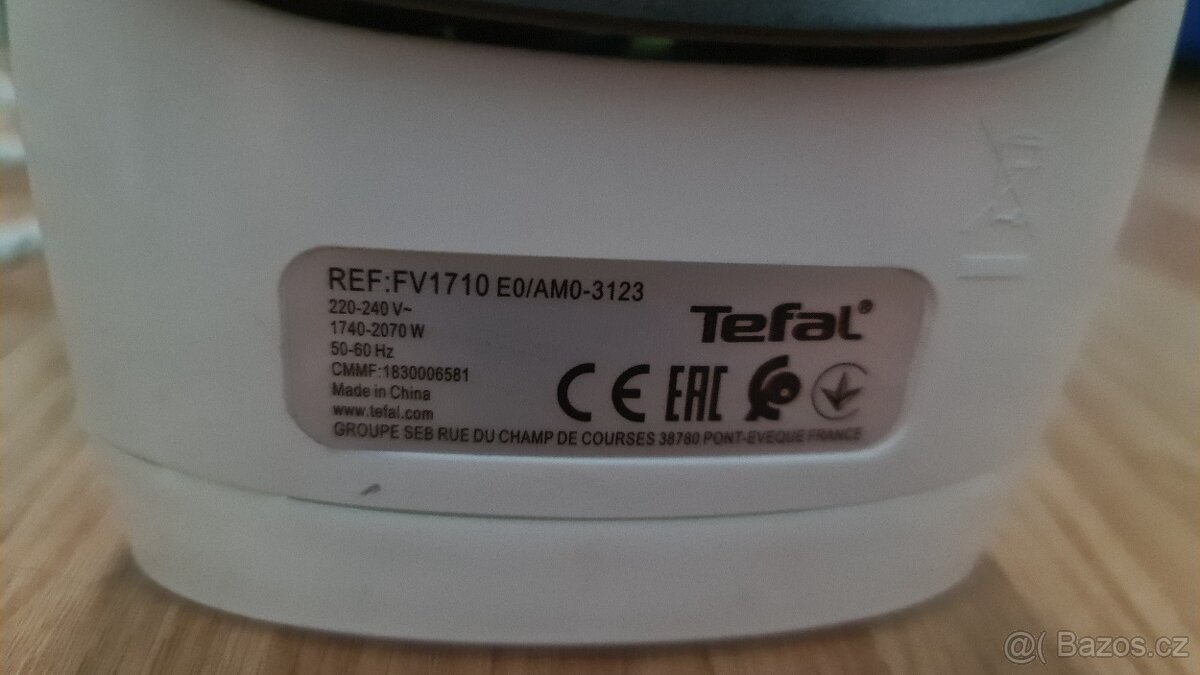 REF:FV1710 E0/AM0-3123
220-240 V~
1740-2070 W
50-60 Hz
CMMF:1830006581
Made in China
www.tefal.com
GROUPE SEB RUE DU CHAMP DE COURSES 38780 PONT-EVEQUE FRANCE
Tefal®
CE EAC
@( Bazos.cz